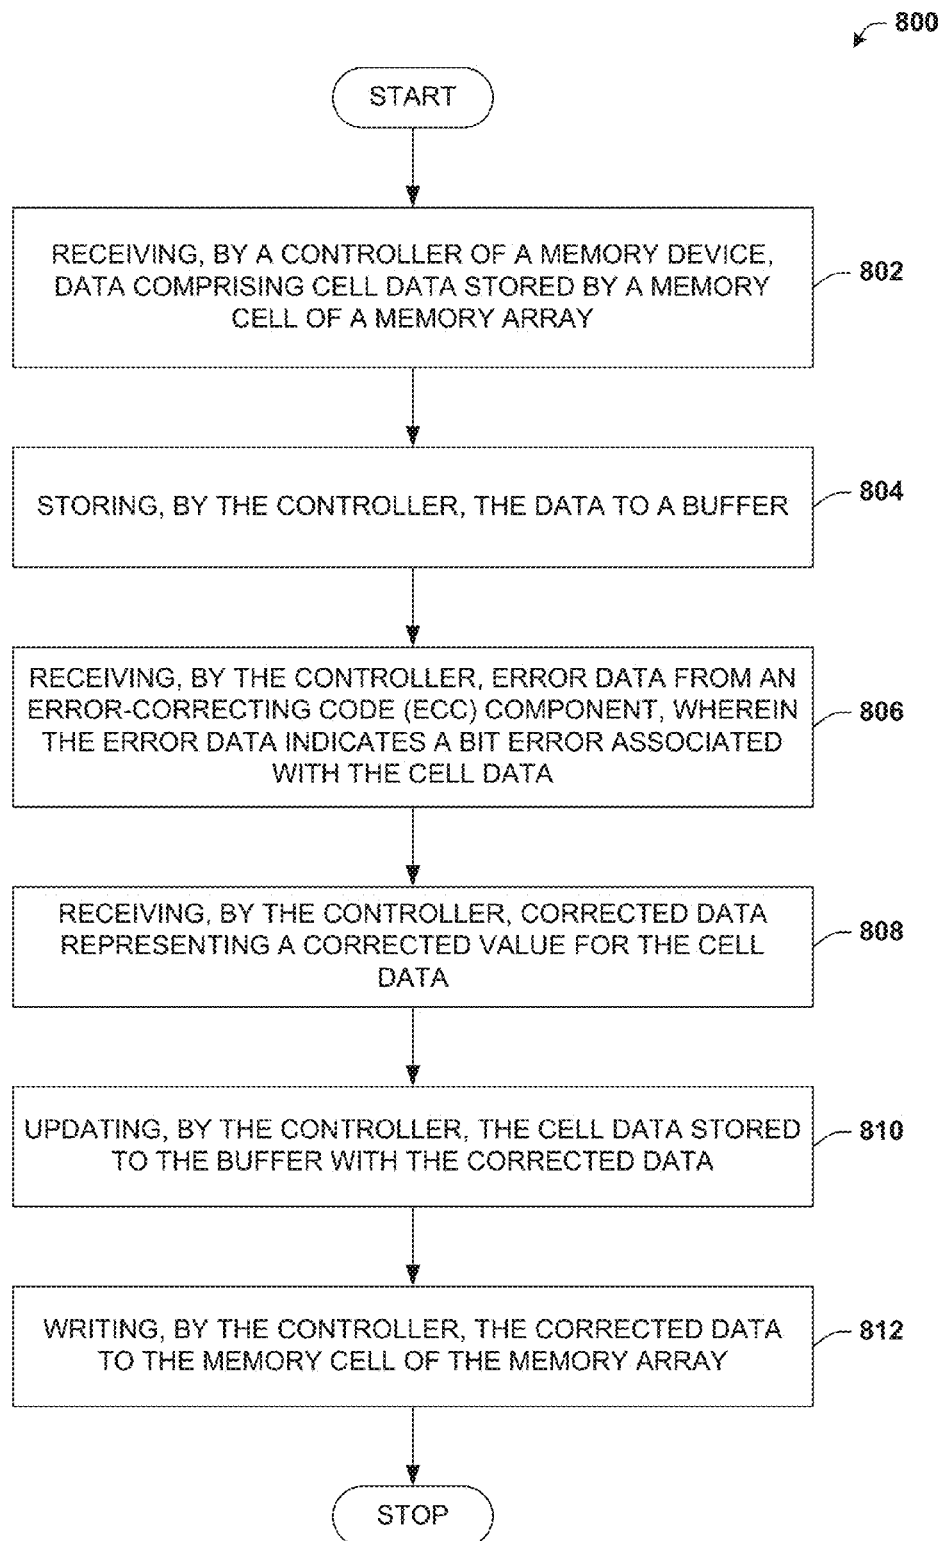 800
START
RECEIVING, BY A CONTROLLER OF A MEMORY DEVICE,
DATA COMPRISING CELL DATA STORED BY A MEMORY
CELL OF A MEMORY ARRAY
802
STORING, BY THE CONTROLLER, THE DATA TO A BUFFER
804
RECEIVING, BY THE CONTROLLER, ERROR DATA FROM AN
ERROR-CORRECTING CODE (ECC) COMPONENT, WHEREIN
THE ERROR DATA INDICATES A BIT ERROR ASSOCIATED
WITH THE CELL DATA
806
RECEIVING, BY THE CONTROLLER, CORRECTED DATA
REPRESENTING A CORRECTED VALUE FOR THE CELL
DATA
808
UPDATING, BY THE CONTROLLER, THE CELL DATA STORED
TO THE BUFFER WITH THE CORRECTED DATA
810
WRITING, BY THE CONTROLLER, THE CORRECTED DATA
TO THE MEMORY CELL OF THE MEMORY ARRAY
812
STOP